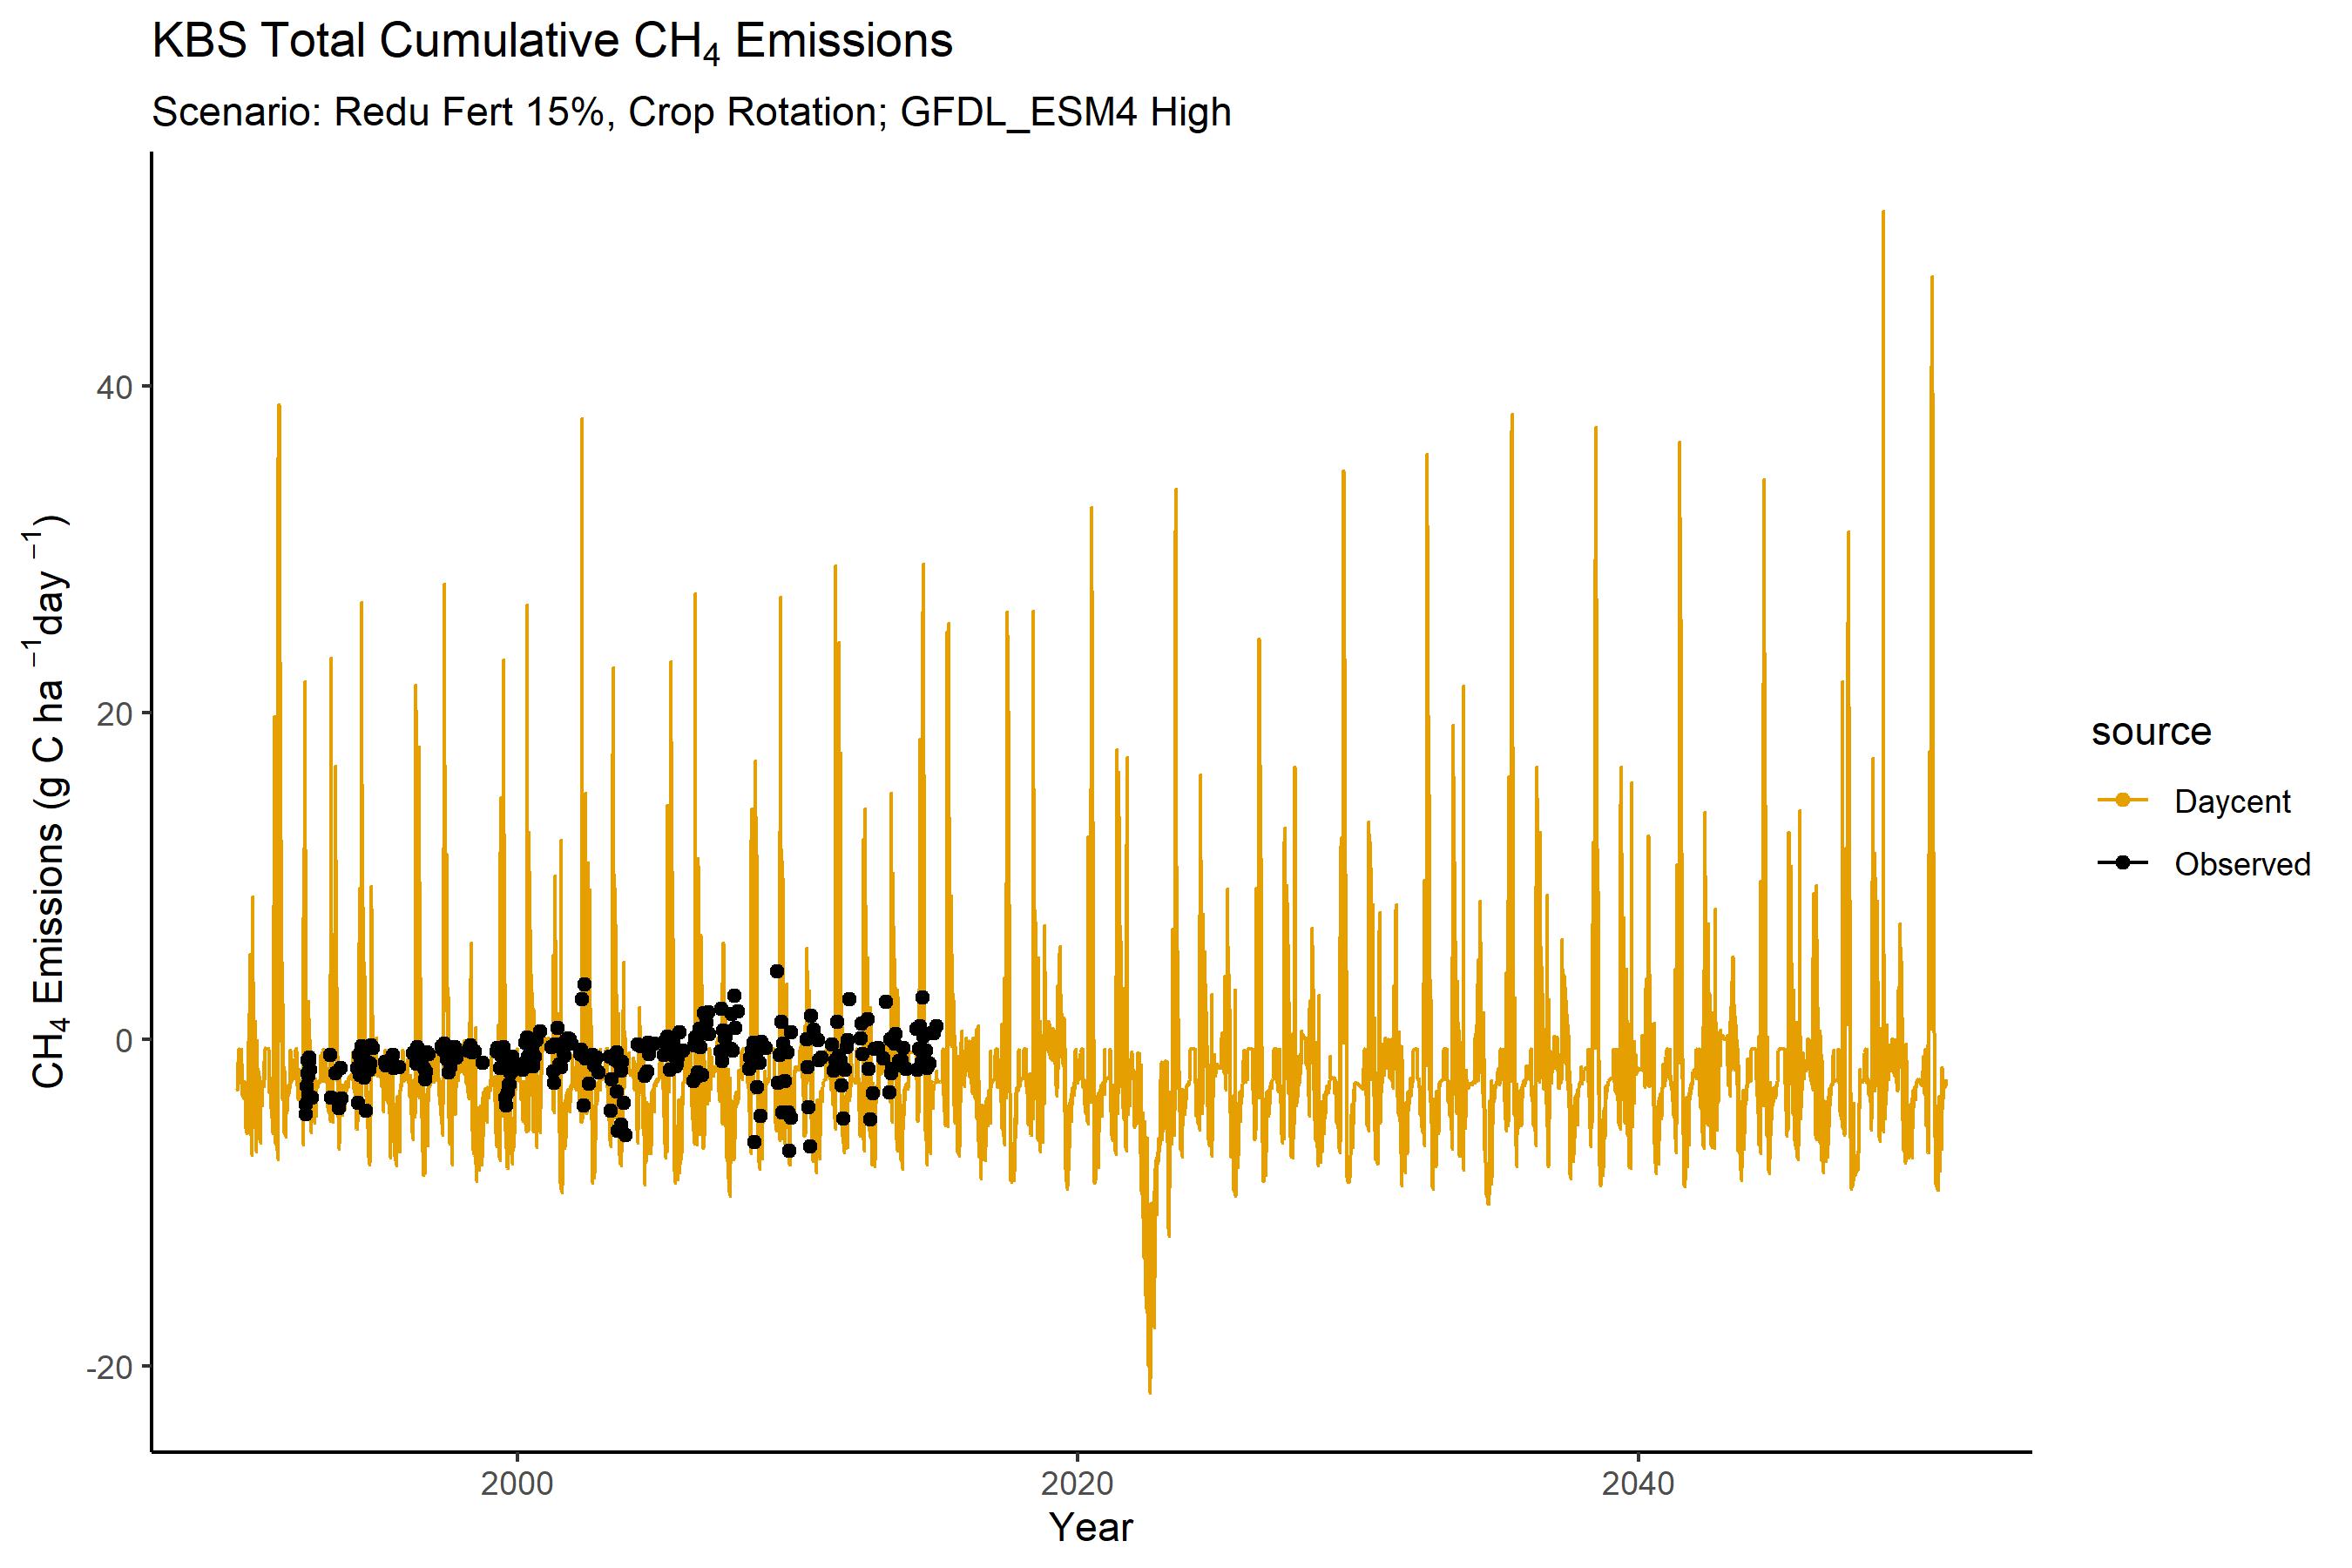 KBS Total Cumulative CH₄ Emissions
Scenario: Redu Fert 15%, Crop Rotation; GFDL_ESM4 High
CH₄ Emissions (g C ha ⁻¹day ⁻¹)
40
20
0
-20
2000
2020
2040
Year
source
Daycent
Observed